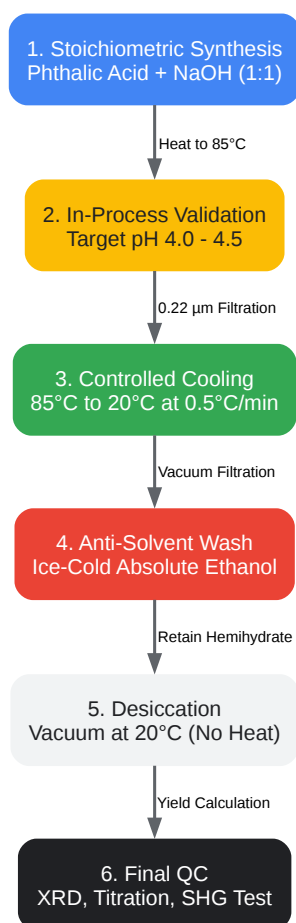 1. Stoichiometric Synthesis
Phthalic Acid + NaOH (1:1)
Heat to 85°C
2. In-Process Validation
Target pH 4.0 - 4.5
0.22 µm Filtration
3. Controlled Cooling
85°C to 20°C at 0.5°C/min
Vacuum Filtration
4. Anti-Solvent Wash
Ice-Cold Absolute Ethanol
Retain Hemihydrate
5. Desiccation
Vacuum at 20°C (No Heat)
Yield Calculation
6. Final QC
XRD, Titration, SHG Test